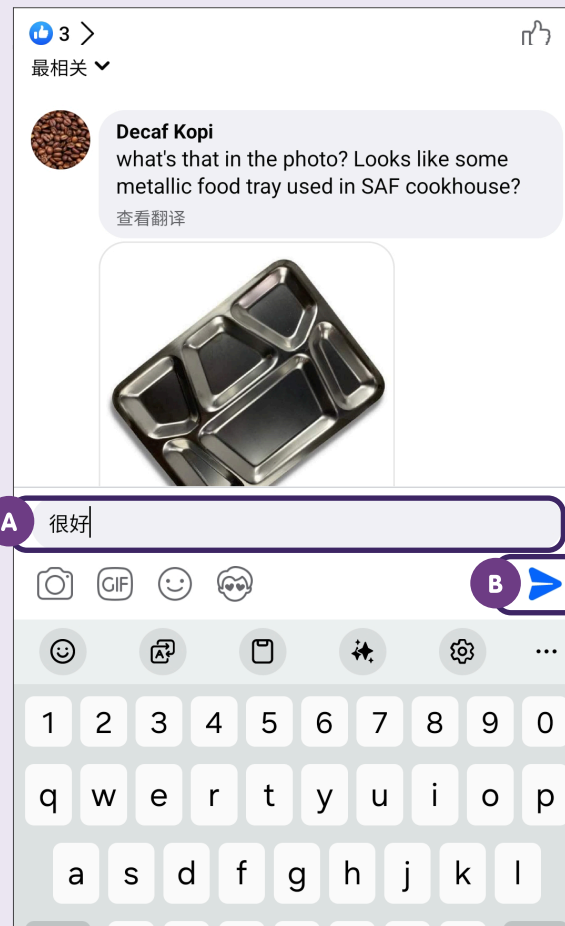 3
最相关
Decaf Kopi
what's that in the photo? Looks like some
metallic food tray used in SAF cookhouse?
查看翻译
A
很好
GIF
B
1 2 3 4 5 6 7 8 9 0
q w e r t y u i o p
a s d f g h j k l